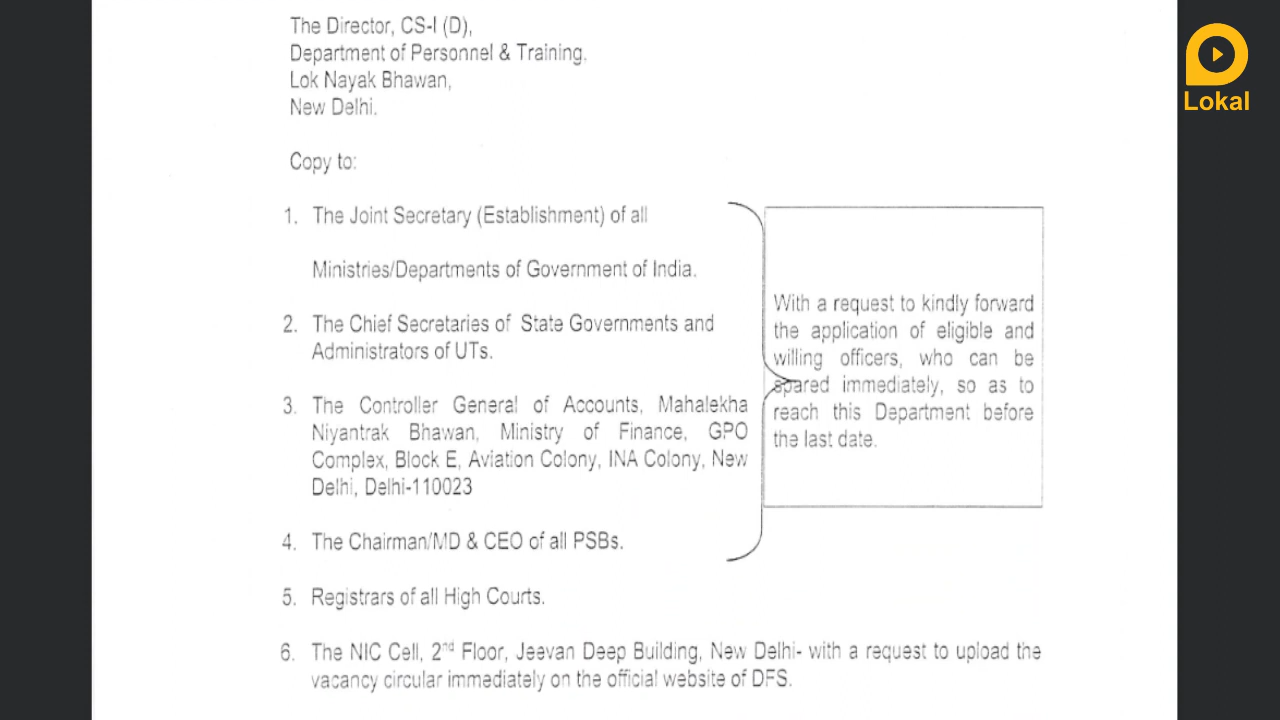 The Director, CS-I (D),
Department of Personnel & Training,
Lok Nayak Bhawan,
New Delhi.
Copy to:
1. The Joint Secretary (Establishment) of all
Ministries/Departments of Government of India.
2. The Chief Secretaries of State Governments and
Administrators of UTs.
3. The Controller General of Accounts, Mahalekha
Niyantrak Bhawan, Ministry of Finance, GPO
Complex, Block E, Aviation Colony, INA Colony, New
Delhi, Delhi-110023
4. The Chairman/MD & CEO of all PSBs.
With a request to kindly forward
the application of eligible and
willing officers, who can be
spared immediately, so as to
reach this Department before
the last date.
5. Registrars of all High Courts.
6. The NIC Cell, 2nd Floor, Jeevan Deep Building, New Delhi- with a request to upload the
vacancy circular immediately on the official website of DFS.
Lokal